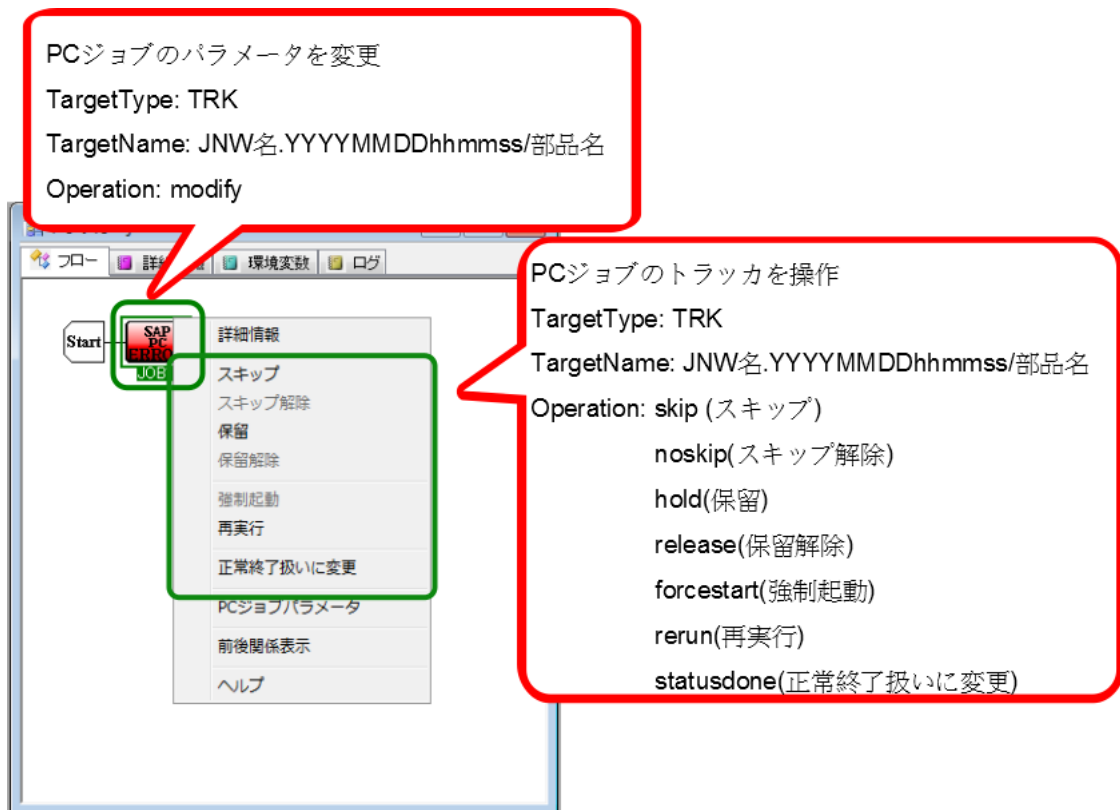 PCジョブのパラメータを変更
TargetType: TRK
TargetName: JNW名.YYYYMMDDhhmmss/部品名
Operation: modify
フロー
環境変数
ログ
PCジョブのトラッカを操作
TargetType: TRK
TargetName: JNW名.YYYYMMDDhhmmss/部品名
Operation: skip (スキップ)
noskip(スキップ解除)
hold(保留)
release(保留解除)
forcestart(強制起動)
rerun(再実行)
statusdone(正常終了扱いに変更)
Start
SAP
PC
JOB
詳細情報
スキップ
スキップ解除
保留
保留解除
強制起動
再実行
正常終了扱いに変更
PCジョブパラメータ
前後関係表示
ヘルプ